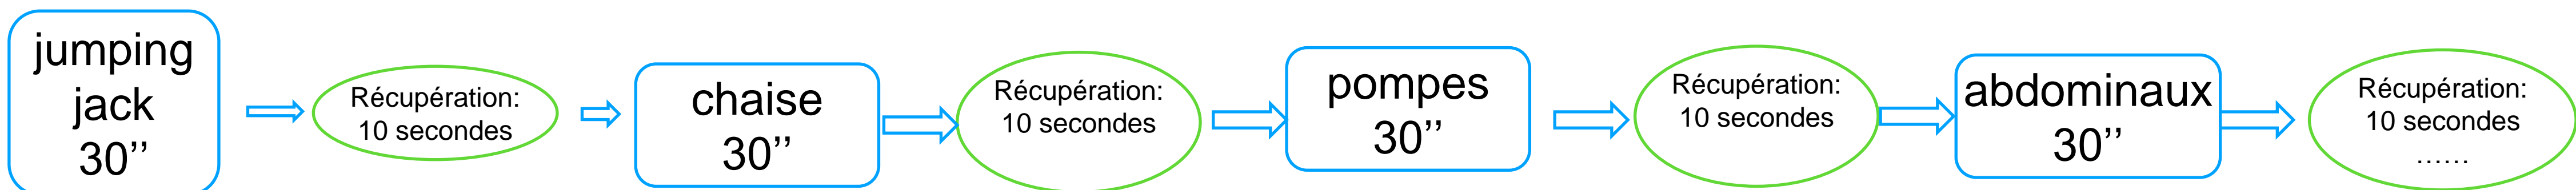 jumping
jack
30’’
Récupération:
10 secondes
chaise
30’’
Récupération:
10 secondes
pompes
30’’
Récupération:
10 secondes
abdominaux
30’’
Récupération:
10 secondes
......